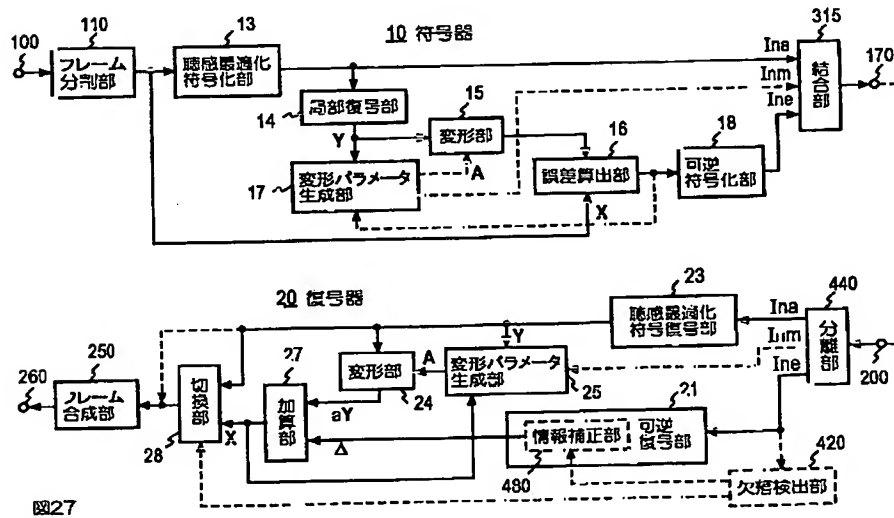 110
13
10 符号器
315
100
フレーム
分割部
聴感最適化
符号化部
Ina
結合部
170
Inm
Ine
局部復号部
14
15
変形部
Y
16
18
A
誤差算出部
可逆
符号化部
変形パラメータ
生成部
17
X
20 復号器
23
440
聴感最適化
符号復号部
Ina
分離部
Inm
Ine
200
Y
A
変形パラメータ
生成部
25
変形部
24
27
250
260
フレーム
合成部
切換部
28
X
加算部
aY
Δ
21
情報補正部
可逆
復号部
480
420
欠落検出部
図27